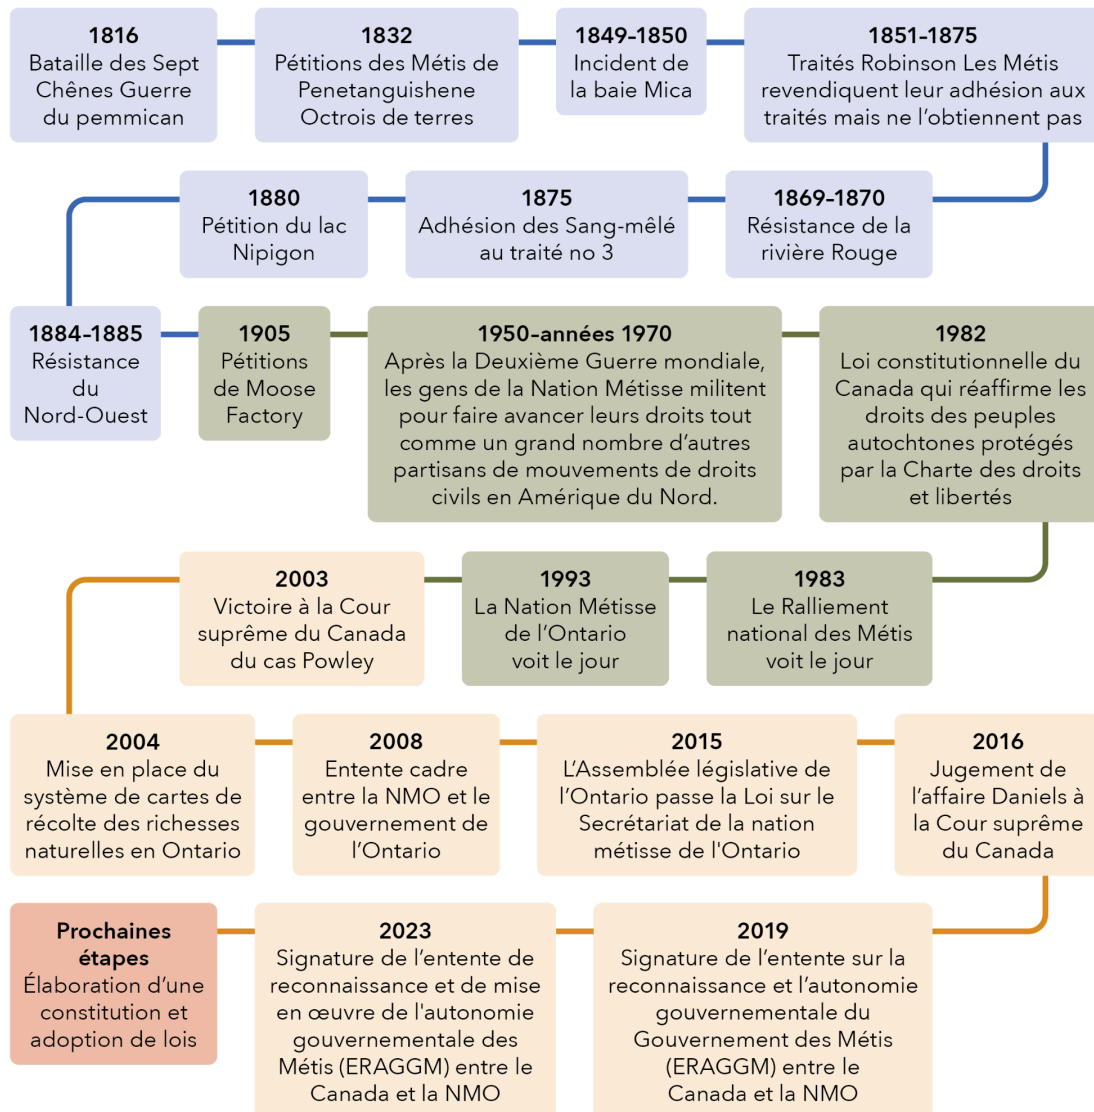 1816
Bataille des Sept
Chênes Guerre
du pemmican
1832
Pétitions des Métis de
Penetanguishene
Octrois de terres
1849–1850
Incident de
la baie Mica
1851–1875
Traités Robinson Les Métis
revendiquent leur adhésion aux
traités mais ne l’obtiennent pas
1869–1870
Résistance de la
rivière Rouge
1875
Adhésion des Sang-mêlé
au traité no 3
1880
Pétition du lac
Nipigon
1884–1885
Résistance
du
Nord-Ouest
1905
Pétitions
de Moose
Factory
1950–années 1970
Après la Deuxième Guerre mondiale,
les gens de la Nation Métisse militent
pour faire avancer leurs droits tout
comme un grand nombre d’autres
partisans de mouvements de droits
civils en Amérique du Nord.
1982
Loi constitutionnelle du
Canada qui réaffirme les
droits des peuples
autochtones protégés
par la Charte des droits
et libertés
1983
Le Ralliement
national des Métis
voit le jour
1993
La Nation Métisse
de l’Ontario
voit le jour
2003
Victoire à la Cour
suprême du Canada
du cas Powley
2004
Mise en place du
système de cartes de
récolte des richesses
naturelles en Ontario
2008
Entente cadre
entre la NMO et le
gouvernement de
l’Ontario
2015
L’Assemblée législative de
l’Ontario passe la Loi sur le
Secrétariat de la nation
métisse de l'Ontario
2016
Jugement de
l’affaire Daniels à
la Cour suprême
du Canada
2019
Signature de l’entente sur la
reconnaissance et l’autonomie
gouvernementale du
Gouvernement des Métis
(ERAGGM) entre le
Canada et la NMO
2023
Signature de l’entente de
reconnaissance et de mise
en œuvre de l'autonomie
gouvernementale des
Métis (ERAGGM) entre le
Canada et la NMO
Prochaines
étapes
Élaboration d’une
constitution et
adoption de lois